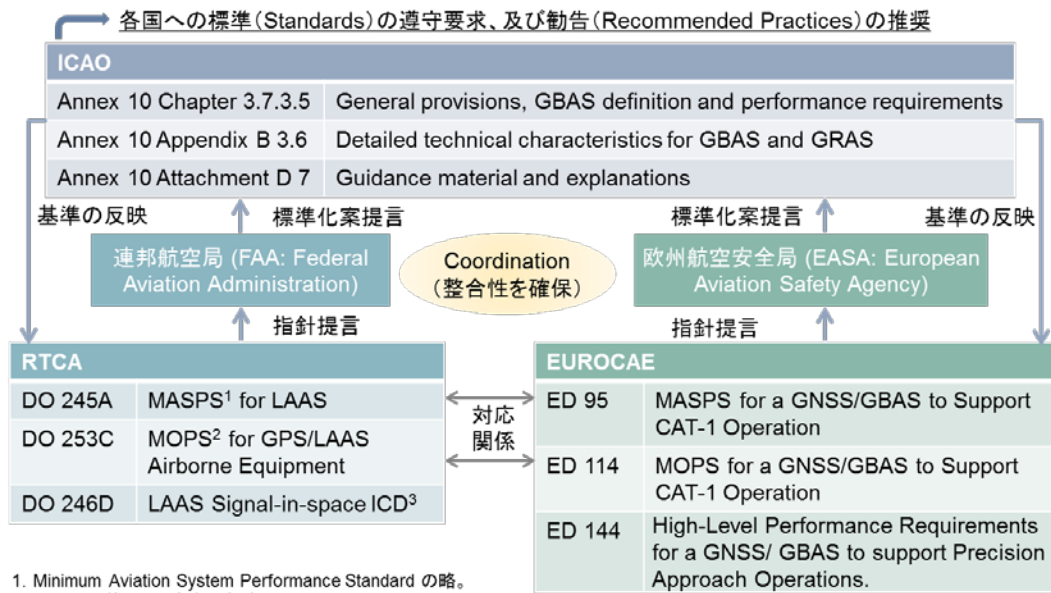 各国への標準(Standards)の遵守要求、及び勧告(Recommended Practices)の推奨
ICAO
Annex 10 Chapter 3.7.3.5 General provisions, GBAS definition and performance requirements
Annex 10 Appendix B 3.6 Detailed technical characteristics for GBAS and GRAS
Annex 10 Attachment D 7 Guidance material and explanations
基準の反映 標準化案提言 標準化案提言 基準の反映
連邦航空局 (FAA: Federal
Aviation Administration)
Coordination
(整合性を確保)
欧州航空安全局 (EASA: European
Aviation Safety Agency)
指針提言 指針提言
RTCA
DO 245A MASPS1 for LAAS
DO 253C MOPS2 for GPS/LAAS
Airborne Equipment
DO 246D LAAS Signal-in-space ICD3
対応
関係
EUROCAE
ED 95 MASPS for a GNSS/GBAS to Support
CAT-1 Operation
ED 114 MOPS for a GNSS/GBAS to Support
CAT-1 Operation
ED 144 High-Level Performance Requirements
for a GNSS/ GBAS to support Precision
Approach Operations.
1. Minimum Aviation System Performance Standard の略。